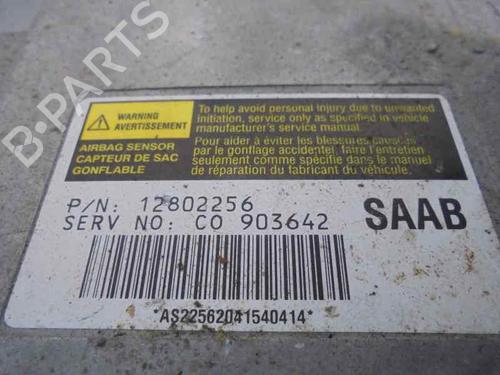 WARNING
AVERTISSEMENT
AIRBAG SENSOR
CAPTEUR DE SAC
GONFLABLE
To help avoid personal injury due to unwanted
initiation, service only as specified in vehicle
manufacturer's service manual.
Pour aider à éviter les blessures causées
par le gonflage accidentel, faire l'entretien
seulement comme spécifié dans le manuel
de réparation du fabricant du véhicule.
P/N: 12802256
SERV NO: CO 903642
SAAB
*AS22562041540414*
B-PARTS